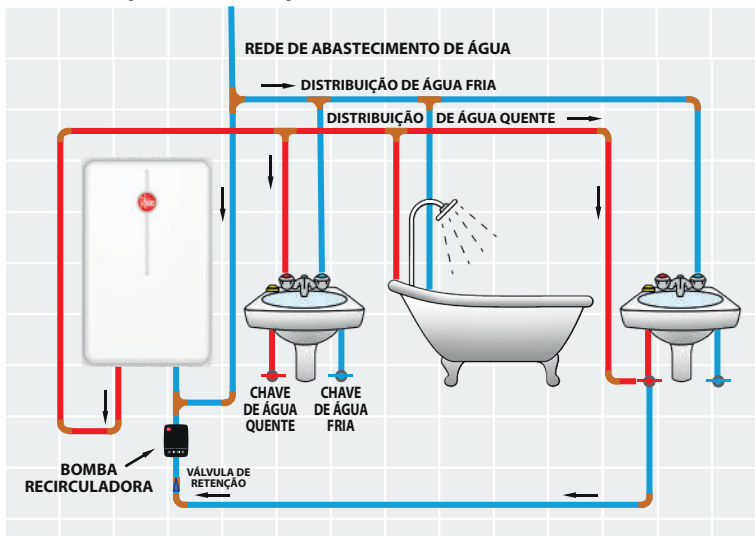 REDE DE ABASTECIMENTO DE ÁGUA
DISTRIBUIÇÃO DE ÁGUA FRIA
DISTRIBUIÇÃO DE ÁGUA QUENTE
CHAVE
DE ÁGUA
QUENTE
CHAVE
DE ÁGUA
FRIA
BOMBA
RECIRCULADORA
VÁLVULA DE
RETENÇÃO